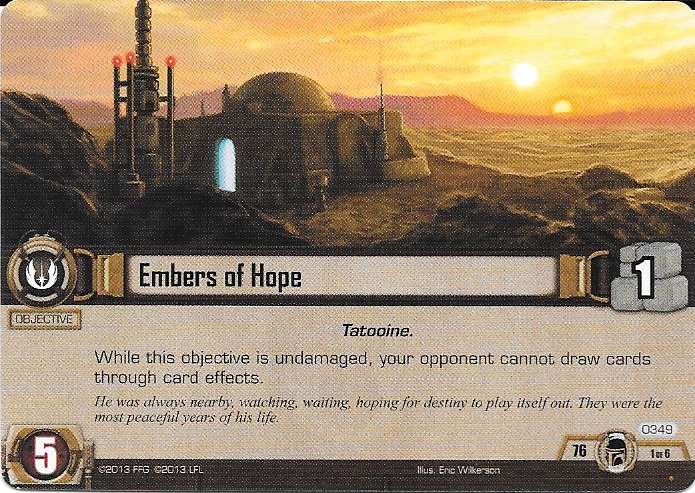 Embers of Hope
1
OBJECTIVE
Tatooine.
While this objective is undamaged, your opponent cannot draw cards
through card effects.
He was always nearby, watching, waiting, hoping for destiny to play itself out. They were the
most peaceful years of his life.
0349
5
76
1 OF 6
©2013 FFG ©2013 LFL
Illus. Eric Wilkerson